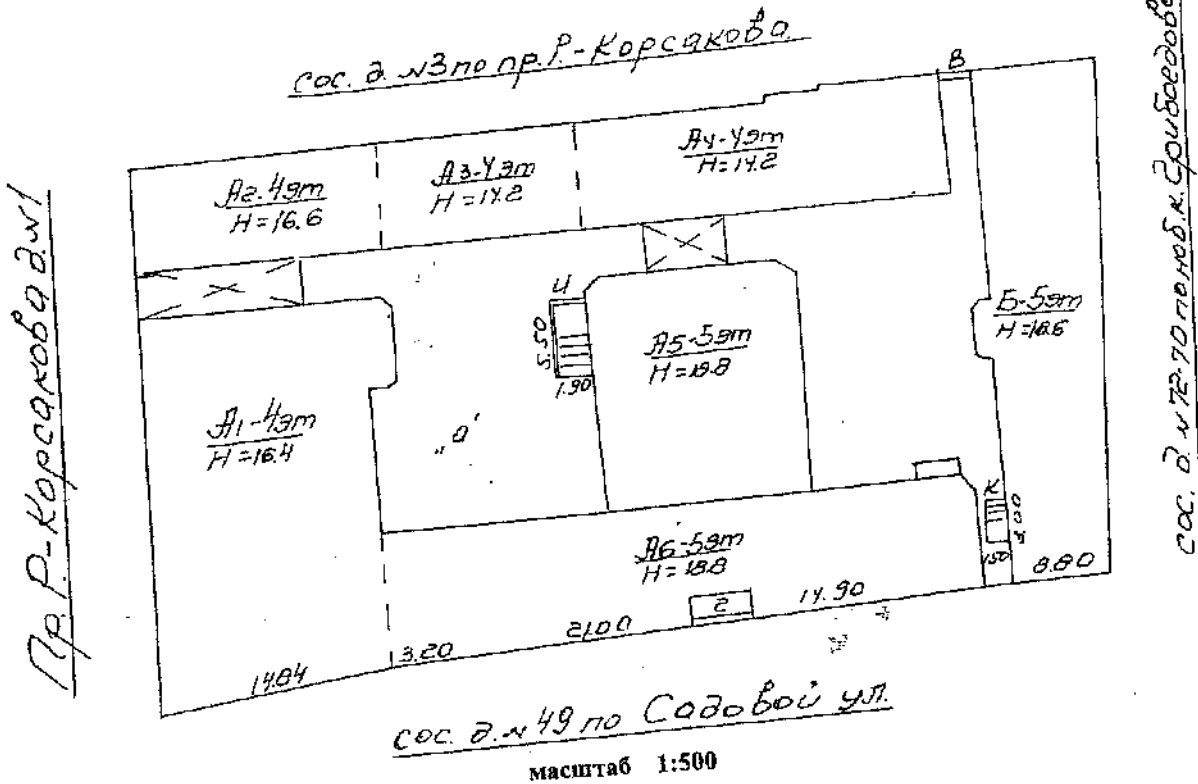 сос. д. №3 по пр. Р.-Корсакова
сос. д. №72-70 по наб. к. Грибоедова
Пр. Р.-Корсакова д.№1
В
А2-4эт
H=16.6
А3-4эт
H=14.2
А4-4эт
H=14.2
И
5.50
1.90
А5-5эт
H=18.8
Б-5эт
H=18.6
А1-4эт
H=16.4
„а"
К
3.00
1.50
А6-5эт
H=18.8
8.80
г
14.90
21.00
3.20
14.84
сос. д. №49 по Садовой ул.
масштаб 1:500